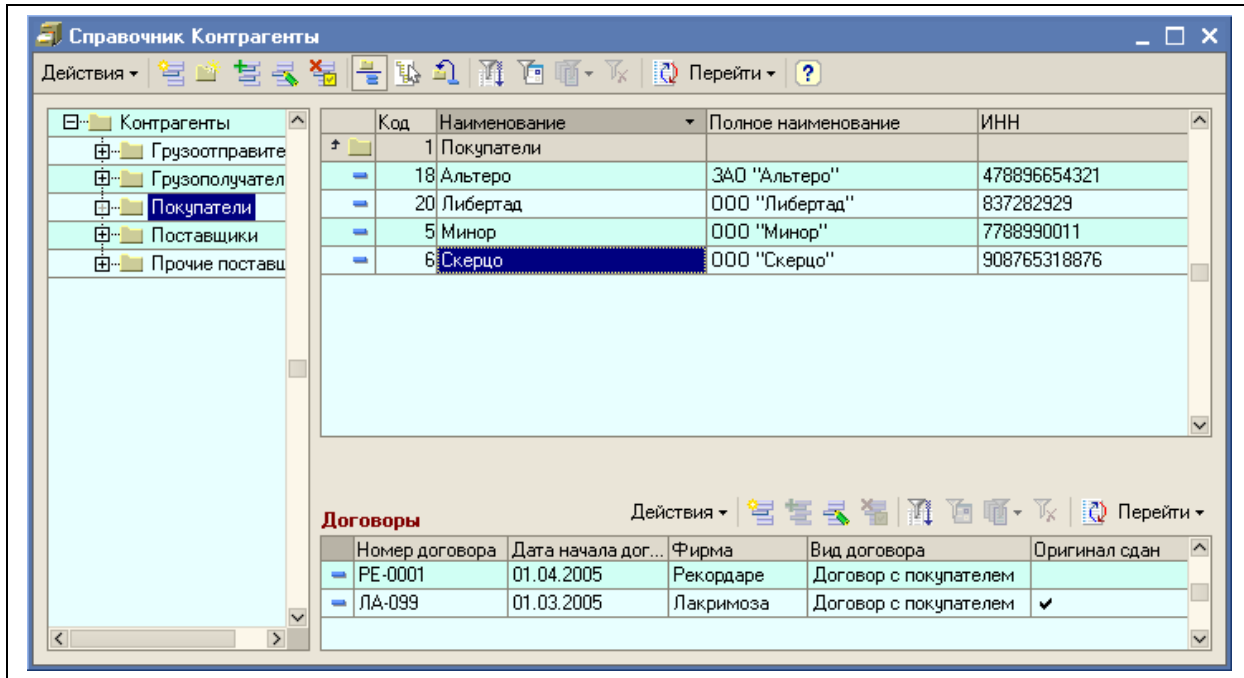 Справочник Контрагенты
Действия Перейти ?
Контрагенты
Грузоотправите
Грузополучател
Покупатели
Поставщики
Прочие поставщ
Код Наименование Полное наименование ИНН
1 Покупатели
18 Альтеро ЗАО "Альтеро" 478896654321
20 Либертад ООО "Либертад" 837282929
5 Минор ООО "Минор" 7788990011
6 Скерцо ООО "Скерцо" 908765318876
Договоры Действия Перейти
Номер договора Дата начала дог... Фирма Вид договора Оригинал сдан
РЕ-0001 01.04.2005 Рекордаре Договор с покупателем
ЛА-099 01.03.2005 Лакримоза Договор с покупателем